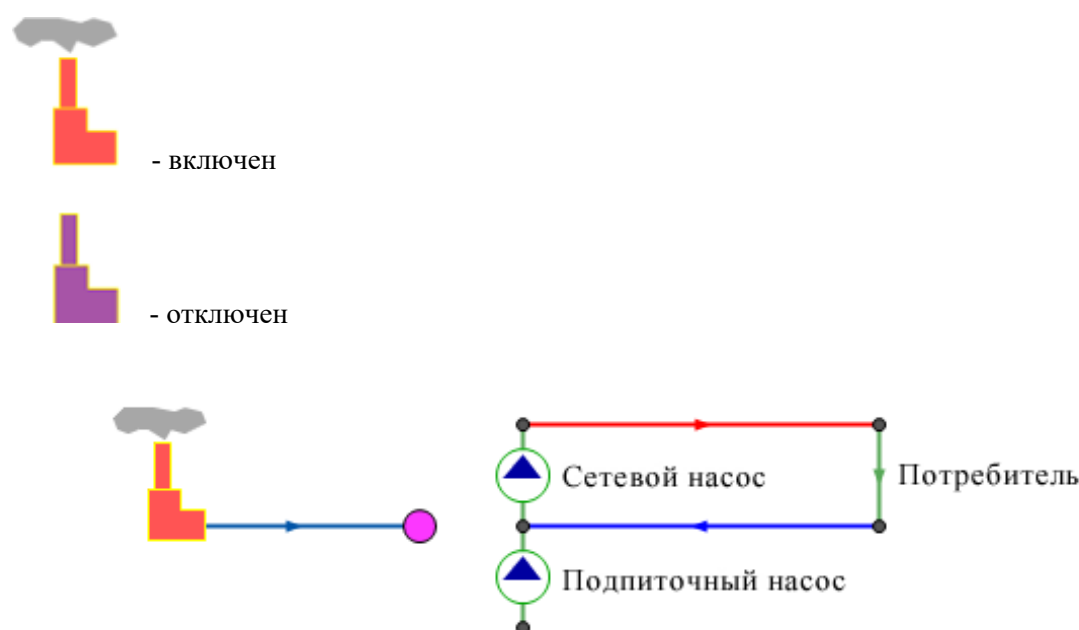 - включен
- отключен
Сетевой насос
Потребитель
Подпиточный насос